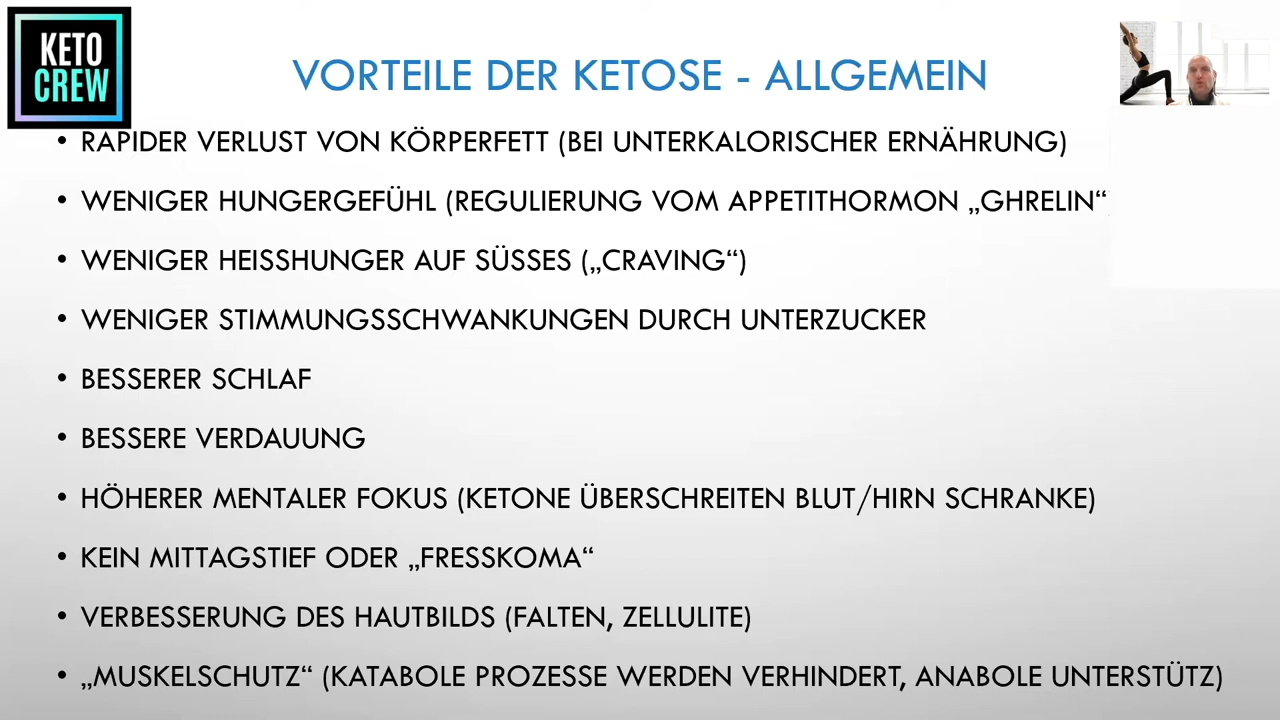 KETO
CREW
VORTEILE DER KETOSE - ALLGEMEIN
• RAPIDER VERLUST VON KÖRPERFETT (BEI UNTERKALORISCHER ERNÄHRUNG)
• WENIGER HUNGERGEFÜHL (REGULIERUNG VOM APPETITHORMON „GHRELIN“
• WENIGER HEISSHUNGER AUF SÜSSES („CRAVING“)
• WENIGER STIMMUNGSSCHWANKUNGEN DURCH UNTERZUCKER
• BESSERER SCHLAF
• BESSERE VERDAUUNG
• HÖHERER MENTALER FOKUS (KETONE ÜBERSCHREITEN BLUT/HIRN SCHRANKE)
• KEIN MITTAGSTIEF ODER „FRESSKOMA“
• VERBESSERUNG DES HAUTBILDS (FALTEN, ZELLULITE)
• „MUSKELSCHUTZ“ (KATABOLE PROZESSE WERDEN VERHINDERT, ANABOLE UNTERSTÜTZ)